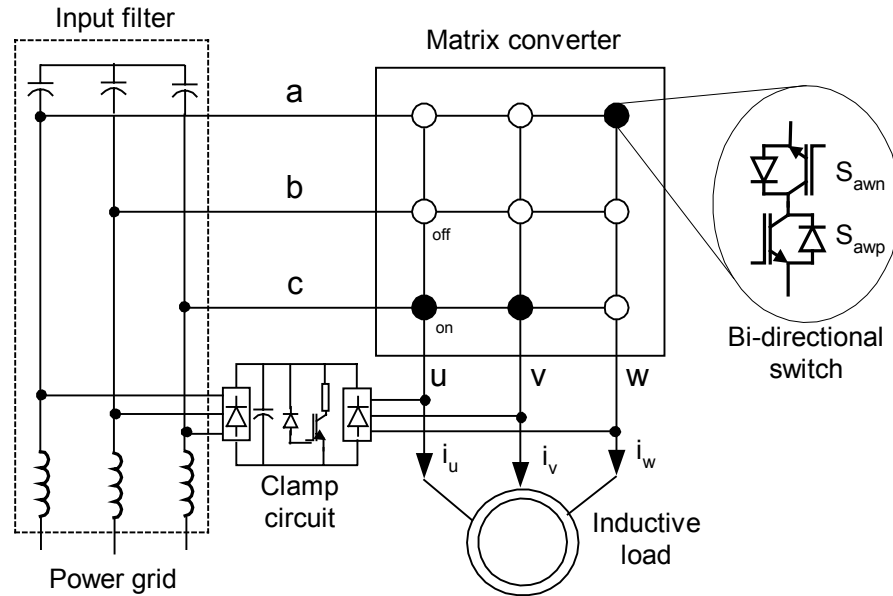 Input filter
Matrix converter
a
b
c
off
on
S_awn
S_awp
Bi-directional
switch
u
v
w
i_u
i_v
i_w
Clamp
circuit
Inductive
load
Power grid